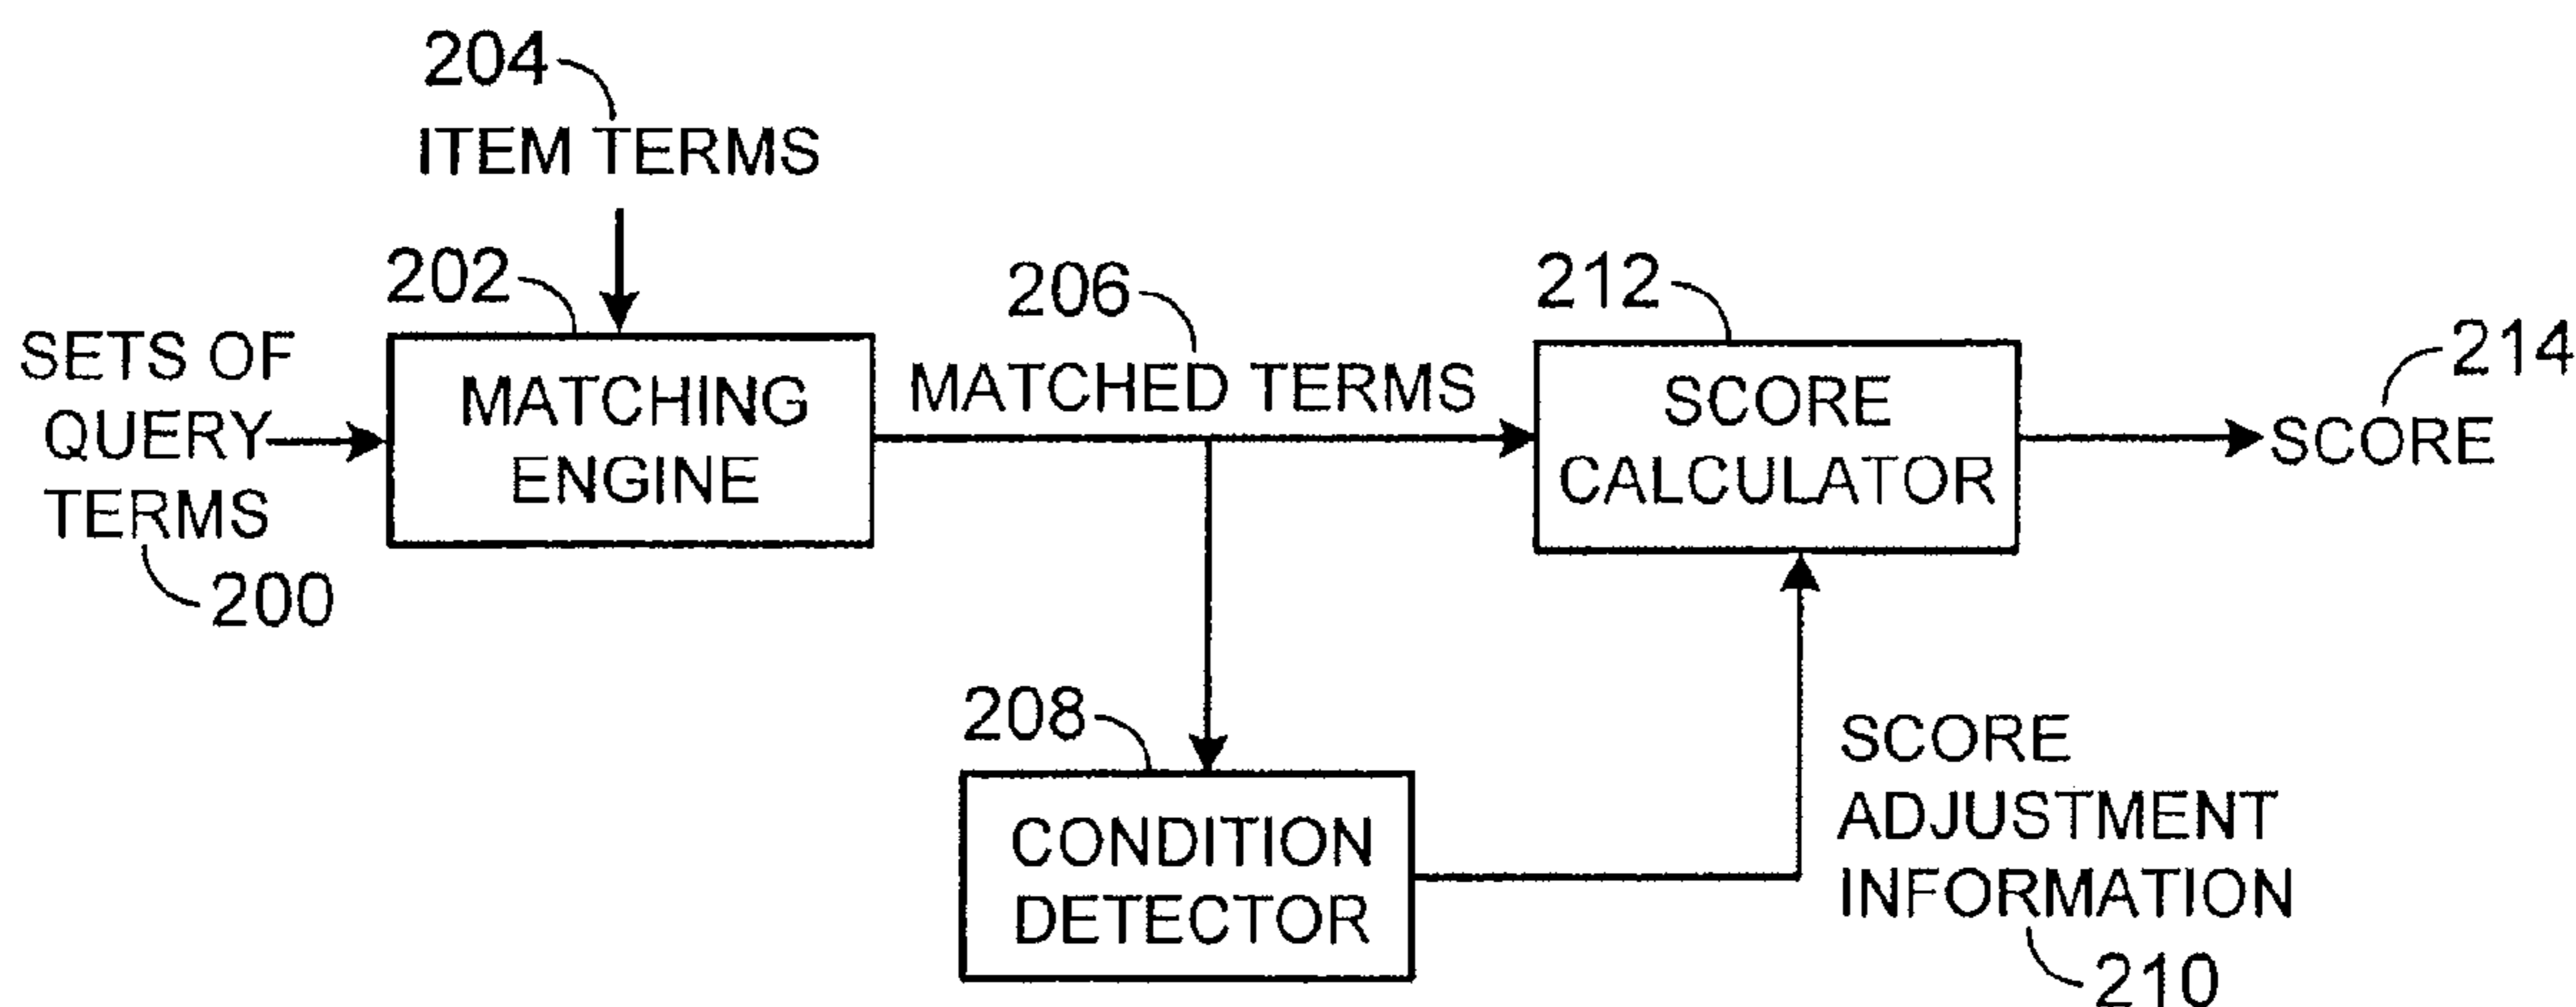 204
ITEM TERMS
202
206
212
214
SETS OF
QUERY
TERMS
200
MATCHING
ENGINE
MATCHED TERMS
SCORE
CALCULATOR
SCORE
208
CONDITION
DETECTOR
SCORE
ADJUSTMENT
INFORMATION
210